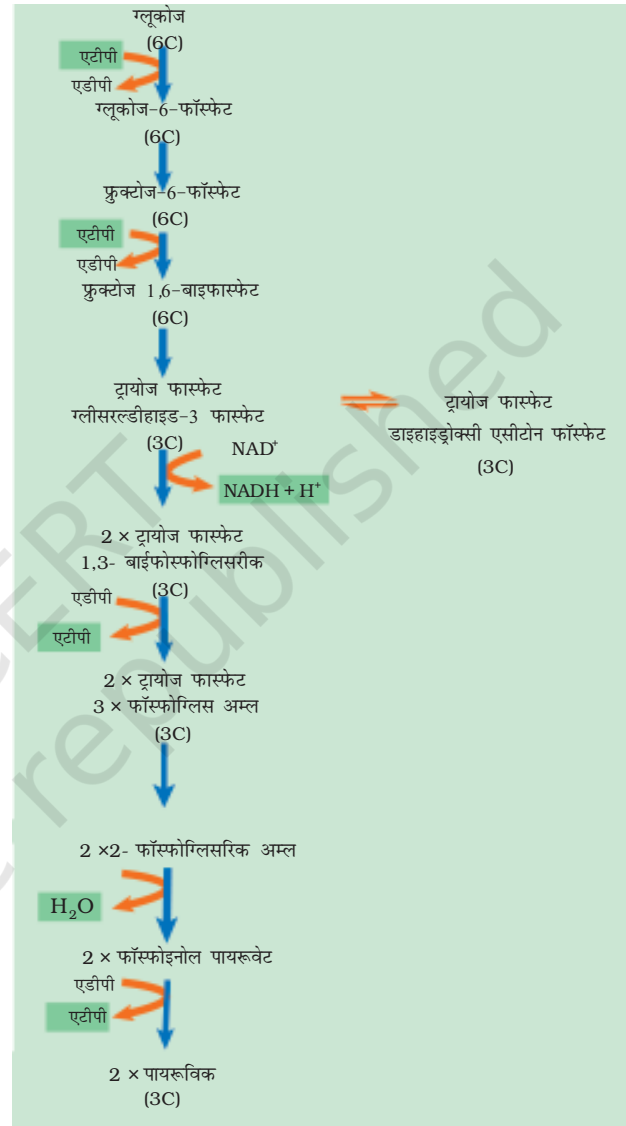 ग्लूकोज
(6C)
एटीपी
एडीपी
ग्लूकोज-6-फॉस्फेट
(6C)
फ्रुक्टोज-6-फॉस्फेट
(6C)
एटीपी
एडीपी
फ्रुक्टोज 1,6-बाइफास्फेट
(6C)
ट्रायोज फास्फेट
ग्लीसरल्डीहाइड-3 फास्फेट
(3C)
ट्रायोज फास्फेट
डाइहाइड्रोक्सी एसीटोन फॉस्फेट
(3C)
NAD⁺
NADH + H⁺
2 × ट्रायोज फास्फेट
1,3- बाईफोस्फोग्लिसरीक
(3C)
एडीपी
एटीपी
2 × ट्रायोज फास्फेट
3 × फॉस्फोग्लिस अम्ल
(3C)
2 ×2- फॉस्फोग्लिसरिक अम्ल
H₂O
2 × फॉस्फोइनोल पायरूवेट
एडीपी
एटीपी
2 × पायरूविक
(3C)
republished